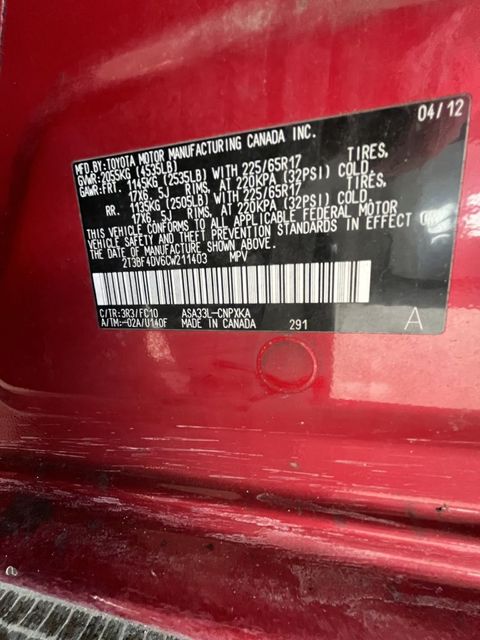 04/12
MFD.BY:TOYOTA MOTOR MANUFACTURING CANADA INC.
GVWR:2055KG (4535LB)
GAWR:FRT. 1145KG (2535LB) WITH 225/65R17 TIRES,
17X6.5J RIMS, AT 220KPA (32PSI) COLD
RR. 1135KG (2505LB) WITH 225/65R17 TIRES,
17X6.5J RIMS, AT 220KPA (32PSI) COLD
THIS VEHICLE CONFORMS TO ALL APPLICABLE FEDERAL MOTOR
VEHICLE SAFETY AND THEFT PREVENTION STANDARDS IN EFFECT ON
THE DATE OF MANUFACTURE SHOWN ABOVE.
2T3BF4DV6CW211403 MPV
C/TR:3R3/FC10 ASA33L-CNPXKA
A/TM:-02A/U140F MADE IN CANADA 291 A